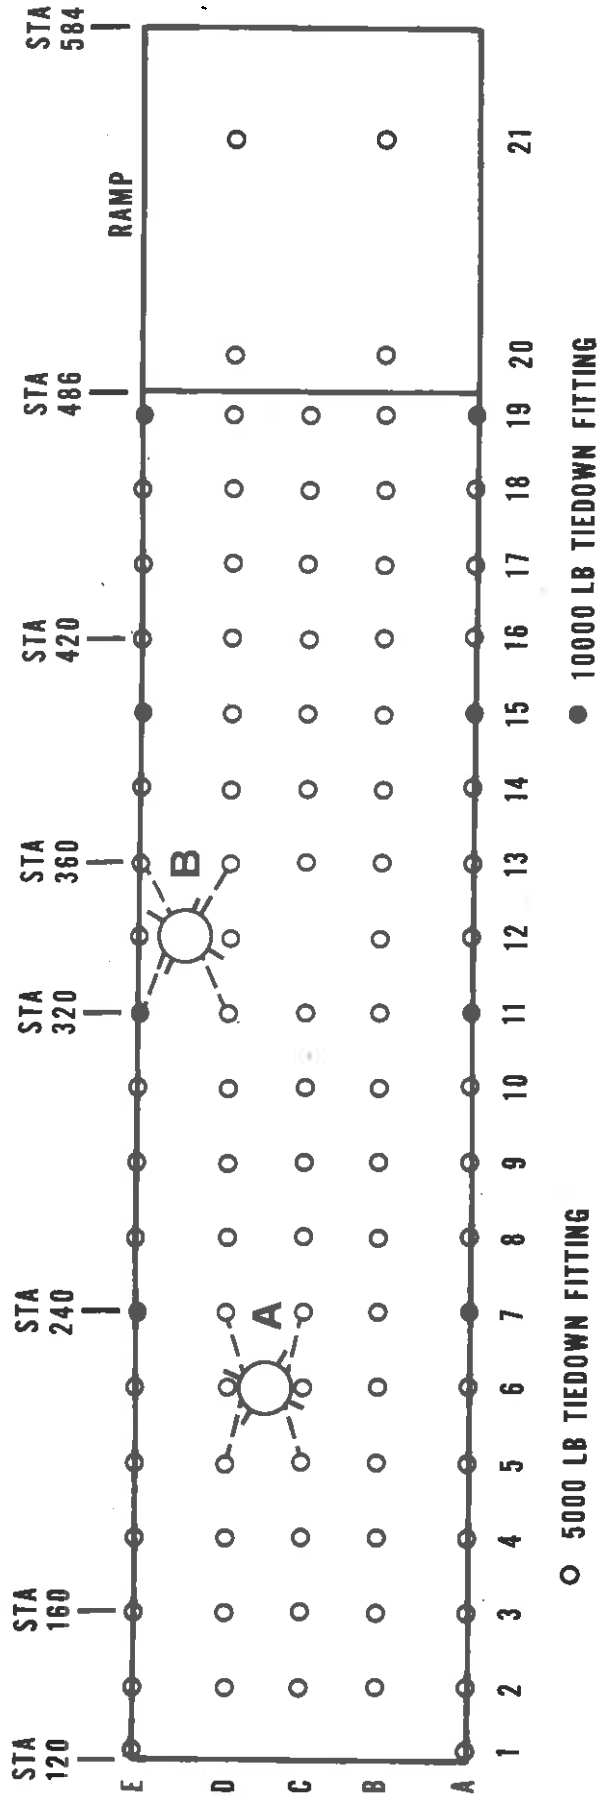 STA 120
STA 160
STA 240
STA 320
STA 360
STA 420
STA 486
STA 584
RAMP
E
D
C
B
A
A
B
1 2 3 4 5 6 7 8 9 10 11 12 13 14 15 16 17 18 19 20 21
5000 LB TIEDOWN FITTING
10000 LB TIEDOWN FITTING